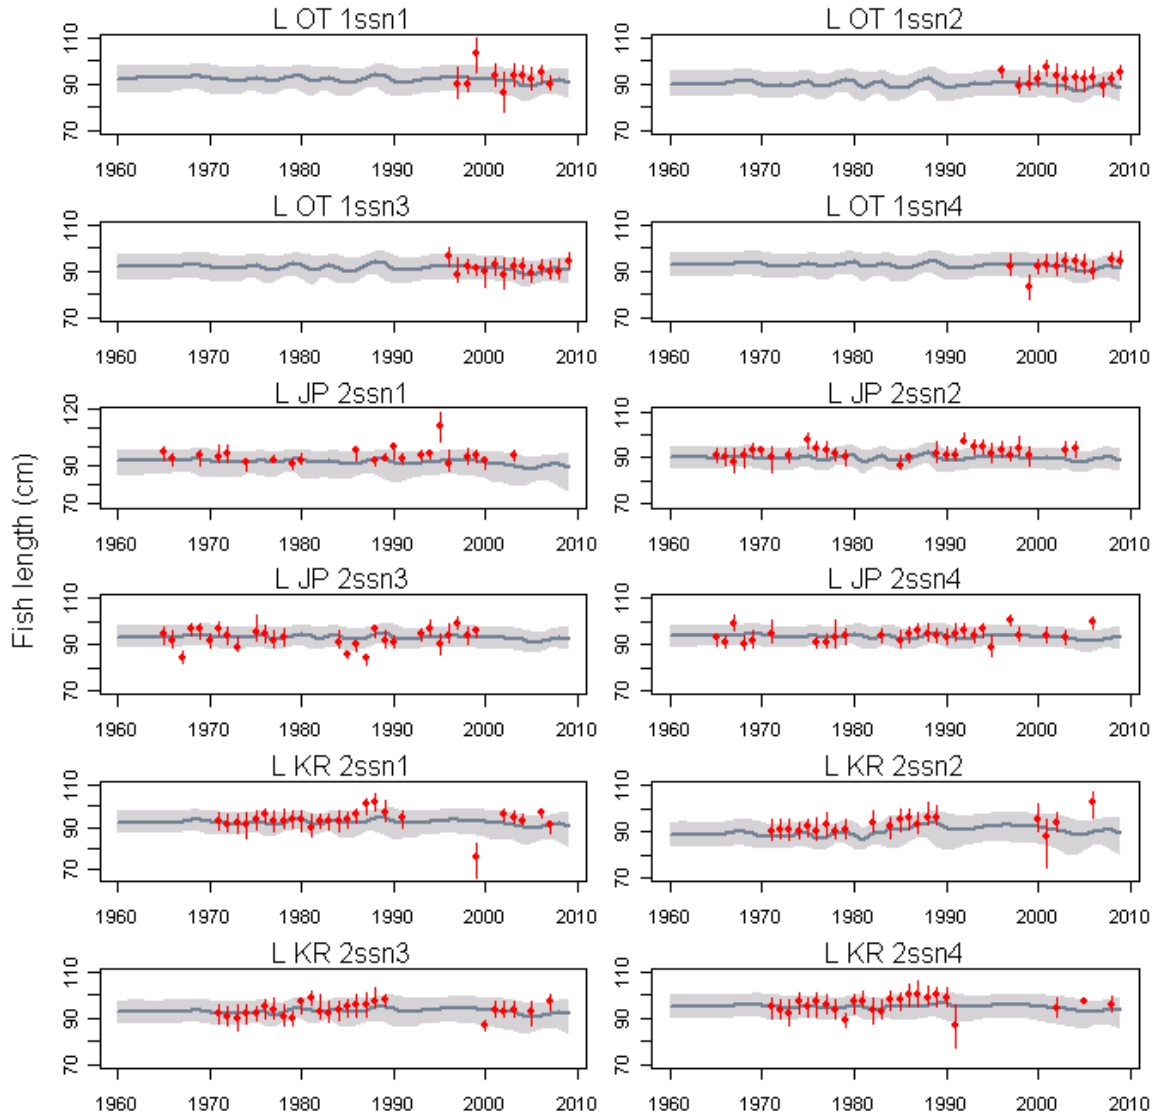 L OT 1ssn1
L OT 1ssn2
110
90
70
110
90
70
1960 1970 1980 1990 2000 2010
1960 1970 1980 1990 2000 2010
L OT 1ssn3
L OT 1ssn4
110
90
70
110
90
70
1960 1970 1980 1990 2000 2010
1960 1970 1980 1990 2000 2010
L JP 2ssn1
L JP 2ssn2
120
90
70
110
90
70
1960 1970 1980 1990 2000 2010
1960 1970 1980 1990 2000 2010
Fish length (cm)
L JP 2ssn3
L JP 2ssn4
110
90
70
110
90
70
1960 1970 1980 1990 2000 2010
1960 1970 1980 1990 2000 2010
L KR 2ssn1
L KR 2ssn2
110
90
70
110
90
70
1960 1970 1980 1990 2000 2010
1960 1970 1980 1990 2000 2010
L KR 2ssn3
L KR 2ssn4
110
90
70
110
90
70
1960 1970 1980 1990 2000 2010
1960 1970 1980 1990 2000 2010